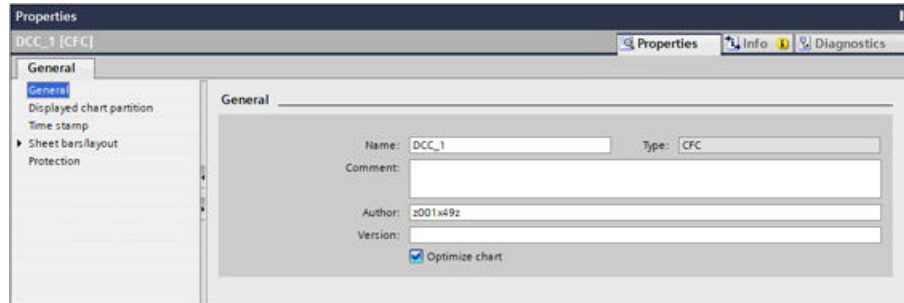 Properties
DCC_1 [CFC]
Properties Info Diagnostics
General
General
Displayed chart partition
Time stamp
Sheet bars/layout
Protection
General
Name: DCC_1 Type: CFC
Comment:
Author: z001x49z
Version:
Optimize chart